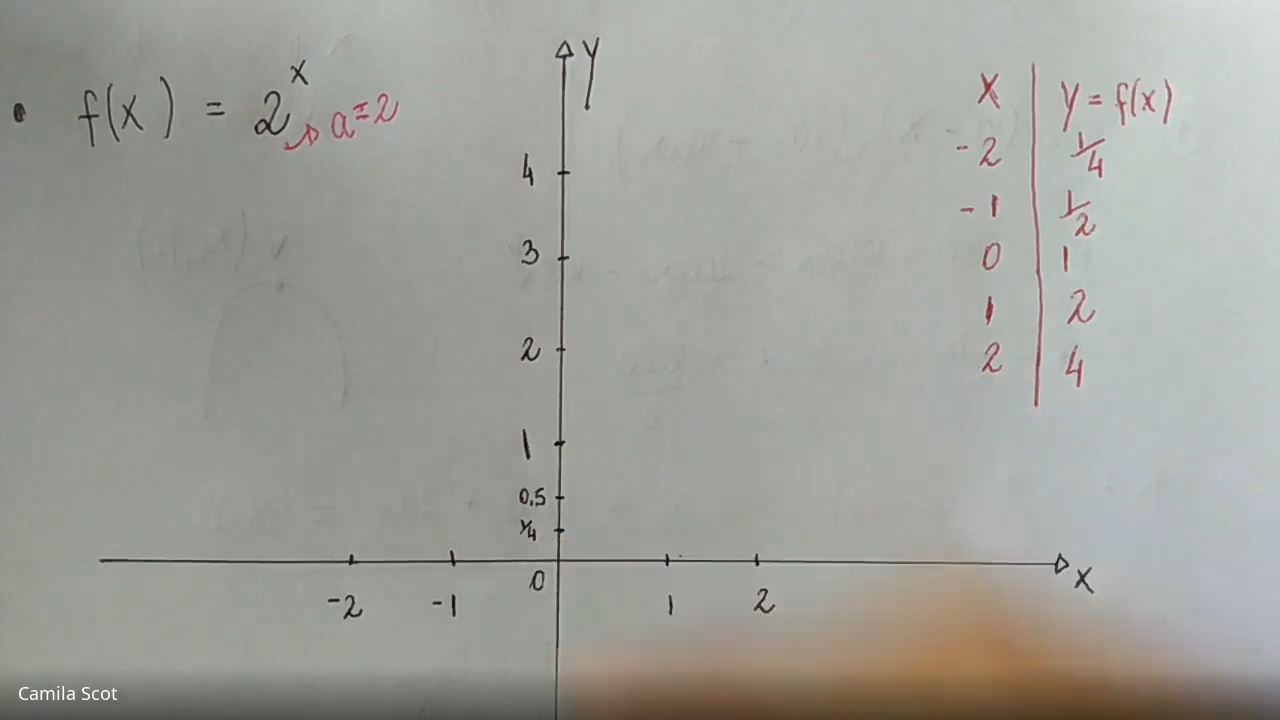 • f(x) = 2^x → a=2
y
4
3
2
1
0,5
1/4
0
-2 -1 1 2 x
x | y = f(x)
-2 | 1/4
-1 | 1/2
0 | 1
1 | 2
2 | 4
Camila Scot